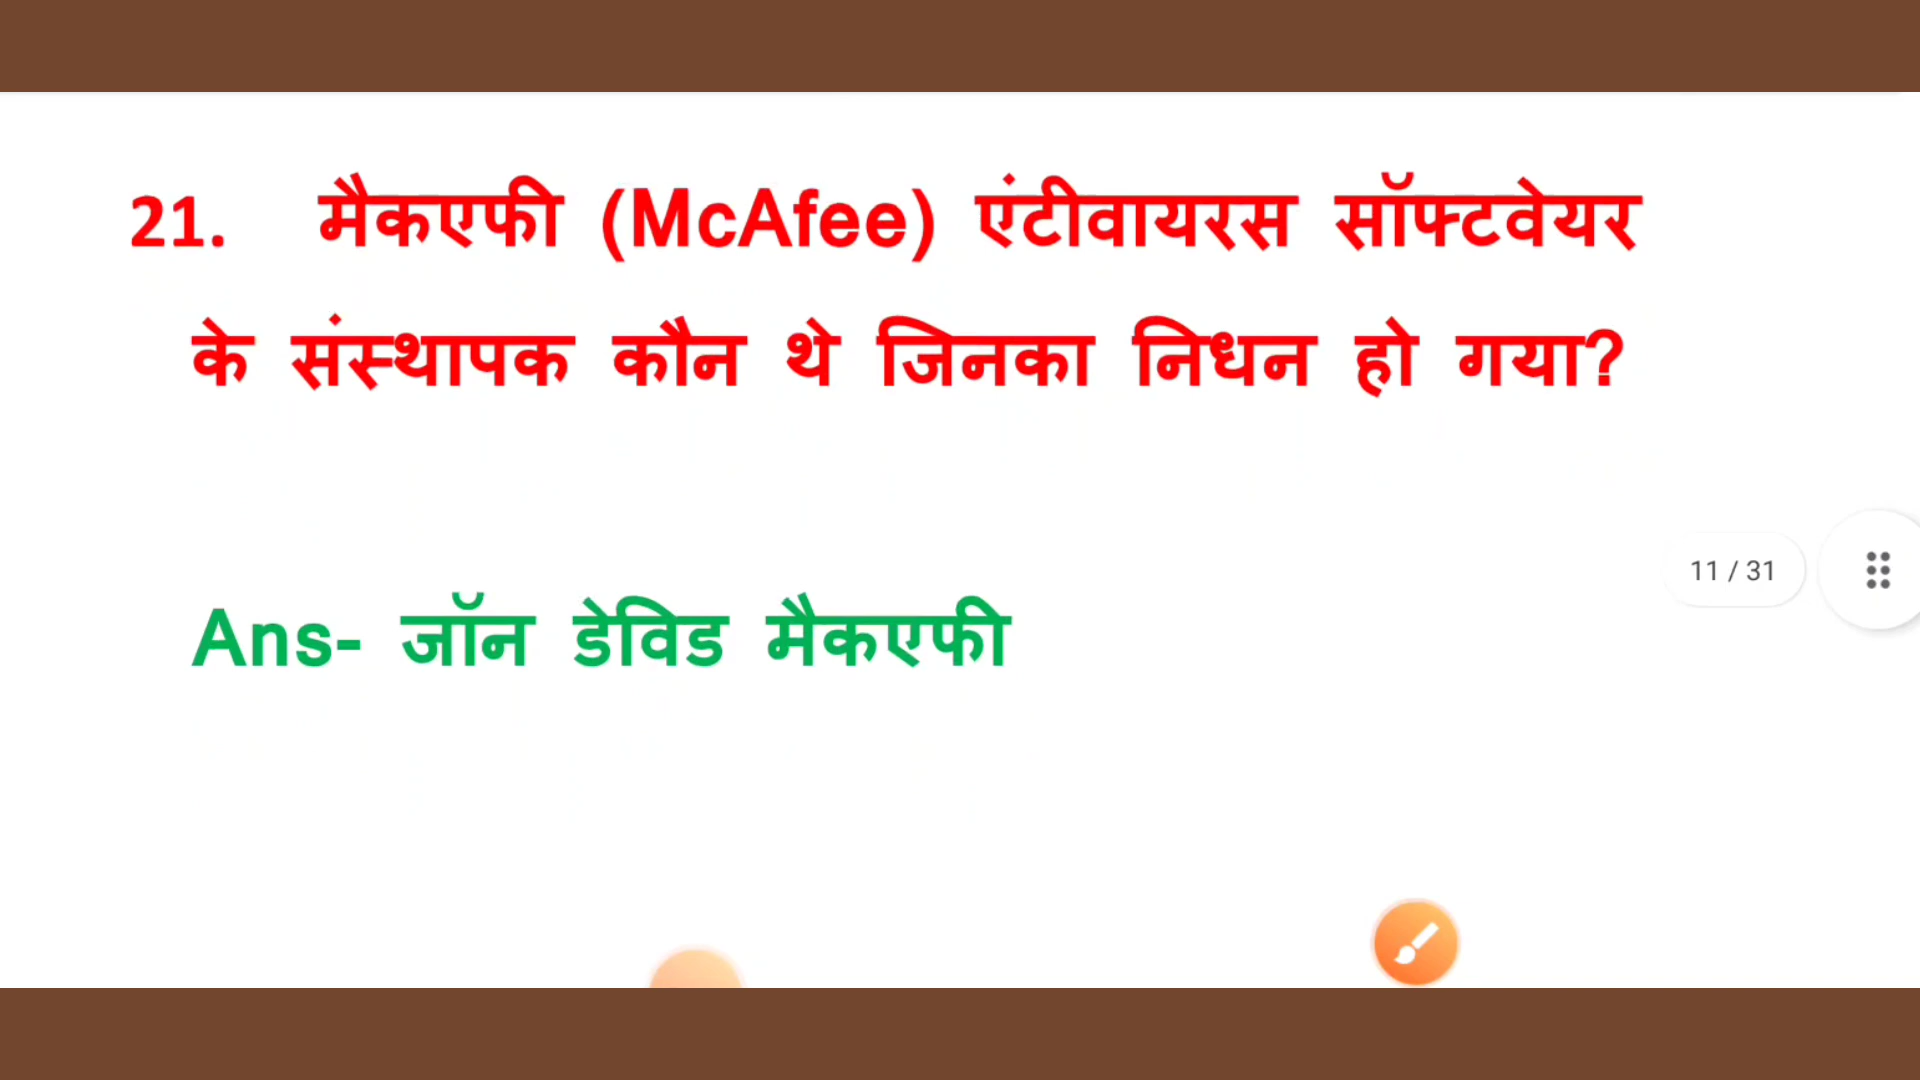 21. मैकएफी (McAfee) एंटीवायरस सॉफ्टवेयर
के संस्थापक कौन थे जिनका निधन हो गया?
11 / 31
Ans- जॉन डेविड मैकएफी